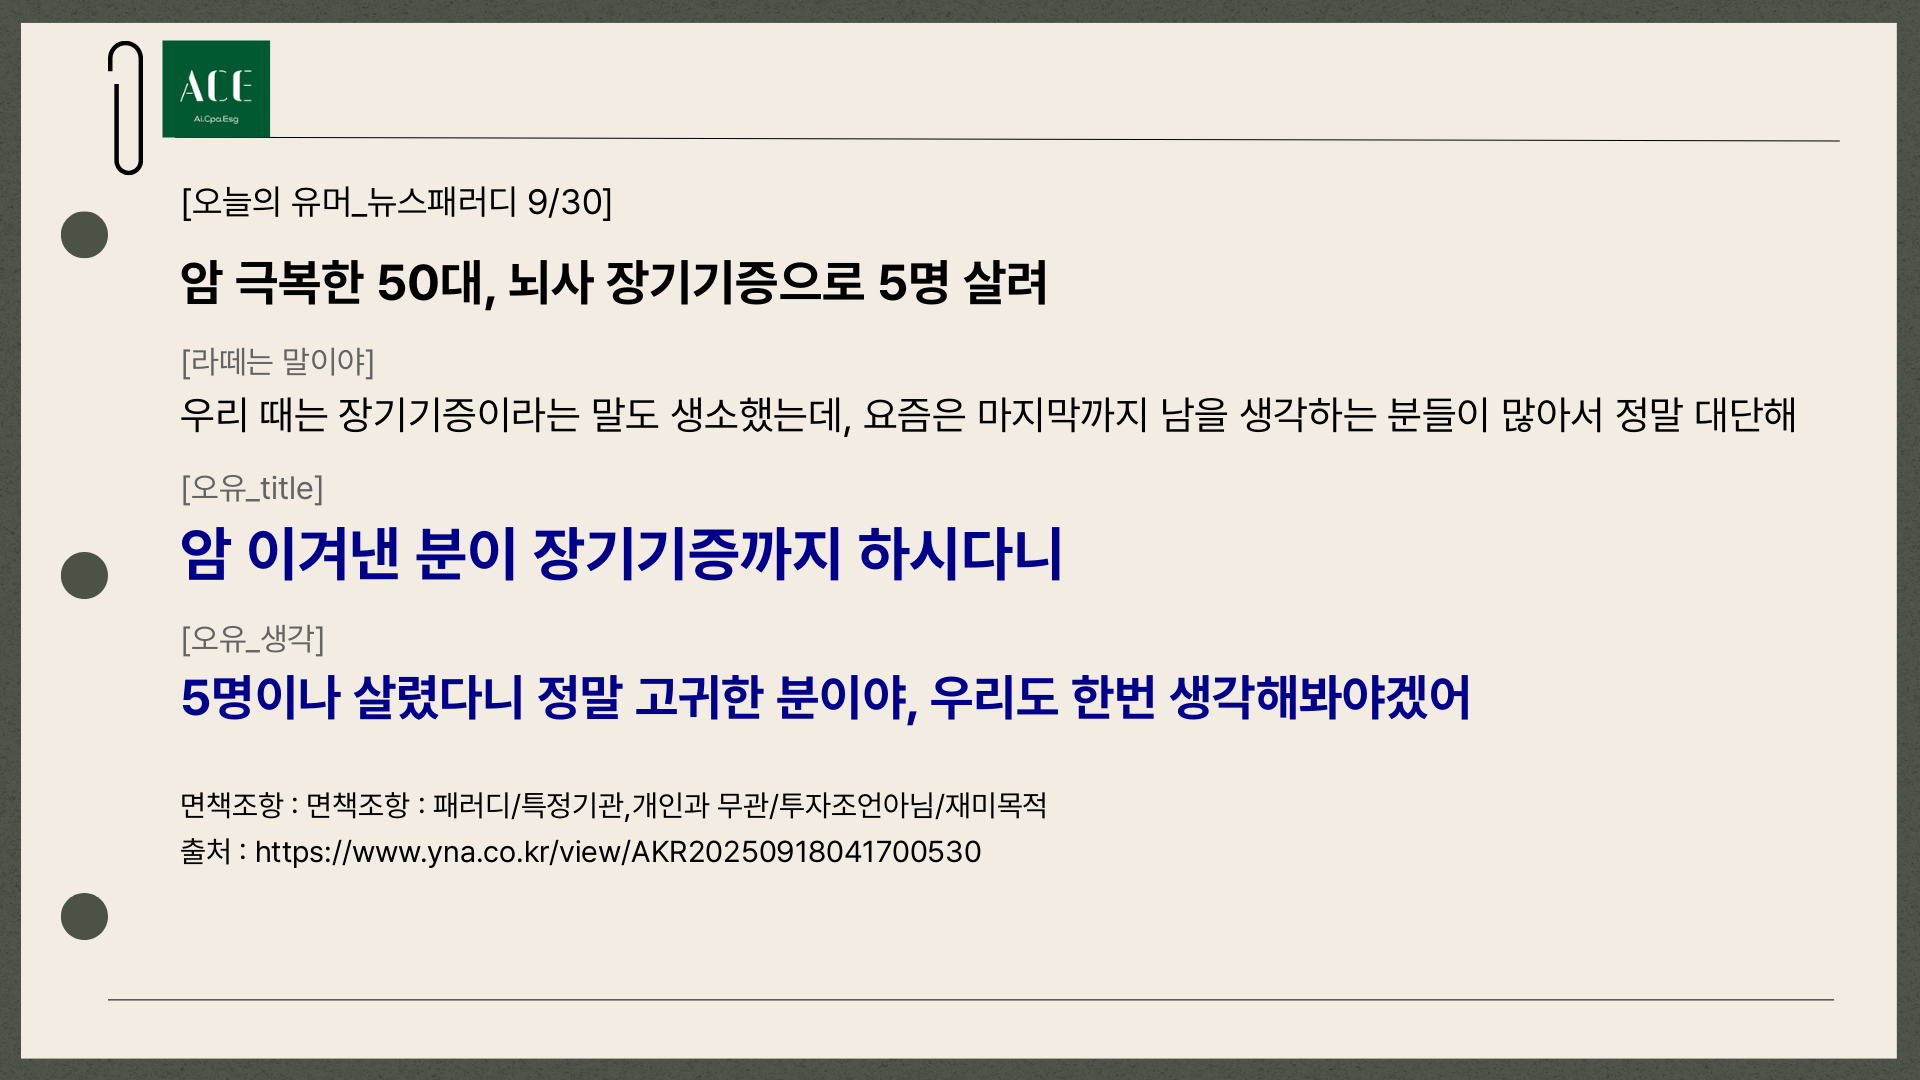 ACE
Ai.Cpa.Esg
[오늘의 유머_뉴스패러디 9/30]
암 극복한 50대, 뇌사 장기기증으로 5명 살려
[라떼는 말이야]
우리 때는 장기기증이라는 말도 생소했는데, 요즘은 마지막까지 남을 생각하는 분들이 많아서 정말 대단해
[오유_title]
암 이겨낸 분이 장기기증까지 하시다니
[오유_생각]
5명이나 살렸다니 정말 고귀한 분이야, 우리도 한번 생각해봐야겠어
면책조항 : 면책조항 : 패러디/특정기관,개인과 무관/투자조언아님/재미목적
출처 : https://www.yna.co.kr/view/AKR20250918041700530